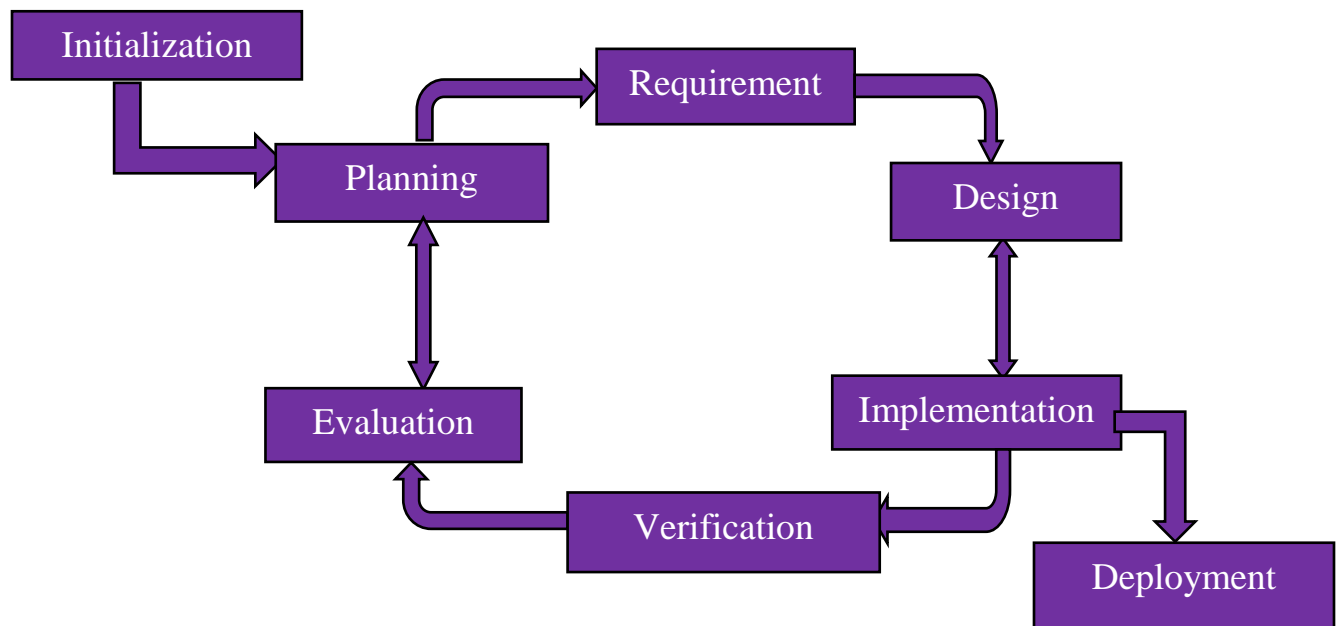 Initialization
Requirement
Planning
Design
Implementation
Evaluation
Verification
Deployment